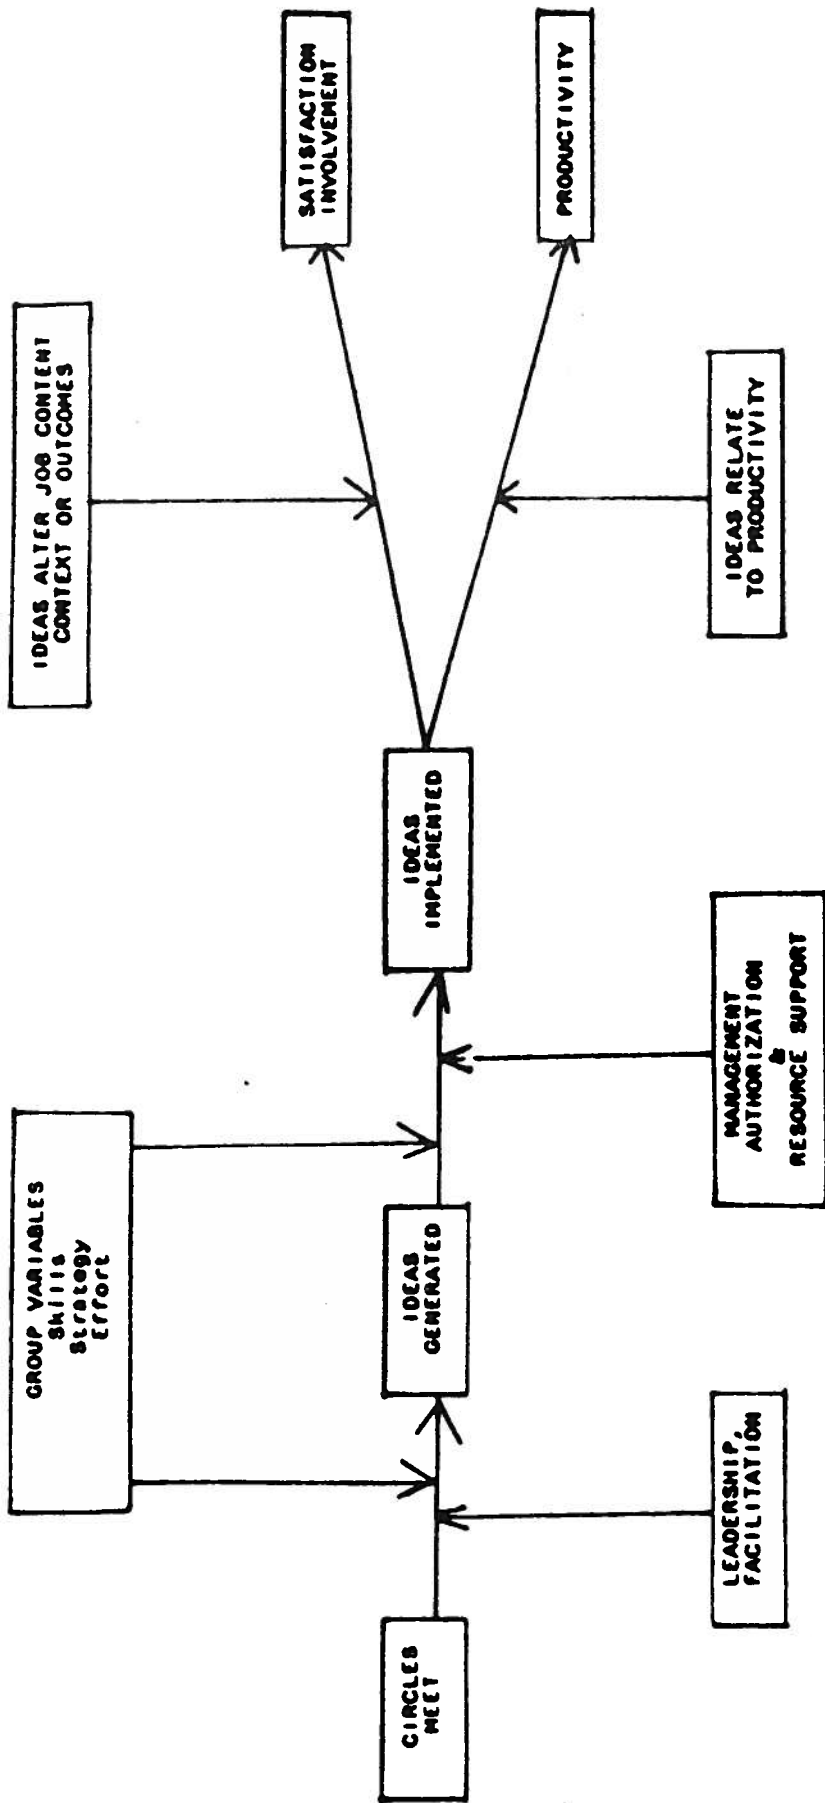 GROUP VARIABLES
Skills
Strategy
Effort
IDEAS ALTER JOB CONTENT
CONTEXT OR OUTCOMES
CIRCLES
MEET
IDEAS
GENERATED
IDEAS
IMPLEMENTED
SATISFACTION
INVOLVEMENT
PRODUCTIVITY
LEADERSHIP,
FACILITATION
MANAGEMENT
AUTHORIZATION
&
RESOURCE SUPPORT
IDEAS RELATE
TO PRODUCTIVITY